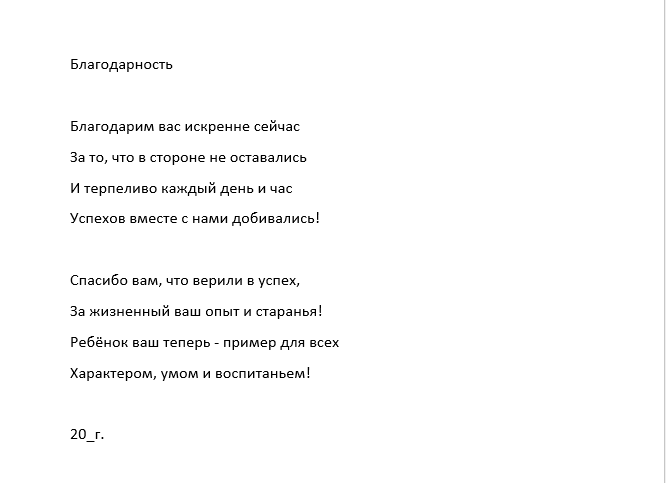 Благодарность
Благодарим вас искренне сейчас
За то, что в стороне не оставались
И терпеливо каждый день и час
Успехов вместе с нами добивались!
Спасибо вам, что верили в успех,
За жизненный ваш опыт и старанья!
Ребёнок ваш теперь - пример для всех
Характером, умом и воспитаньем!
20_г.